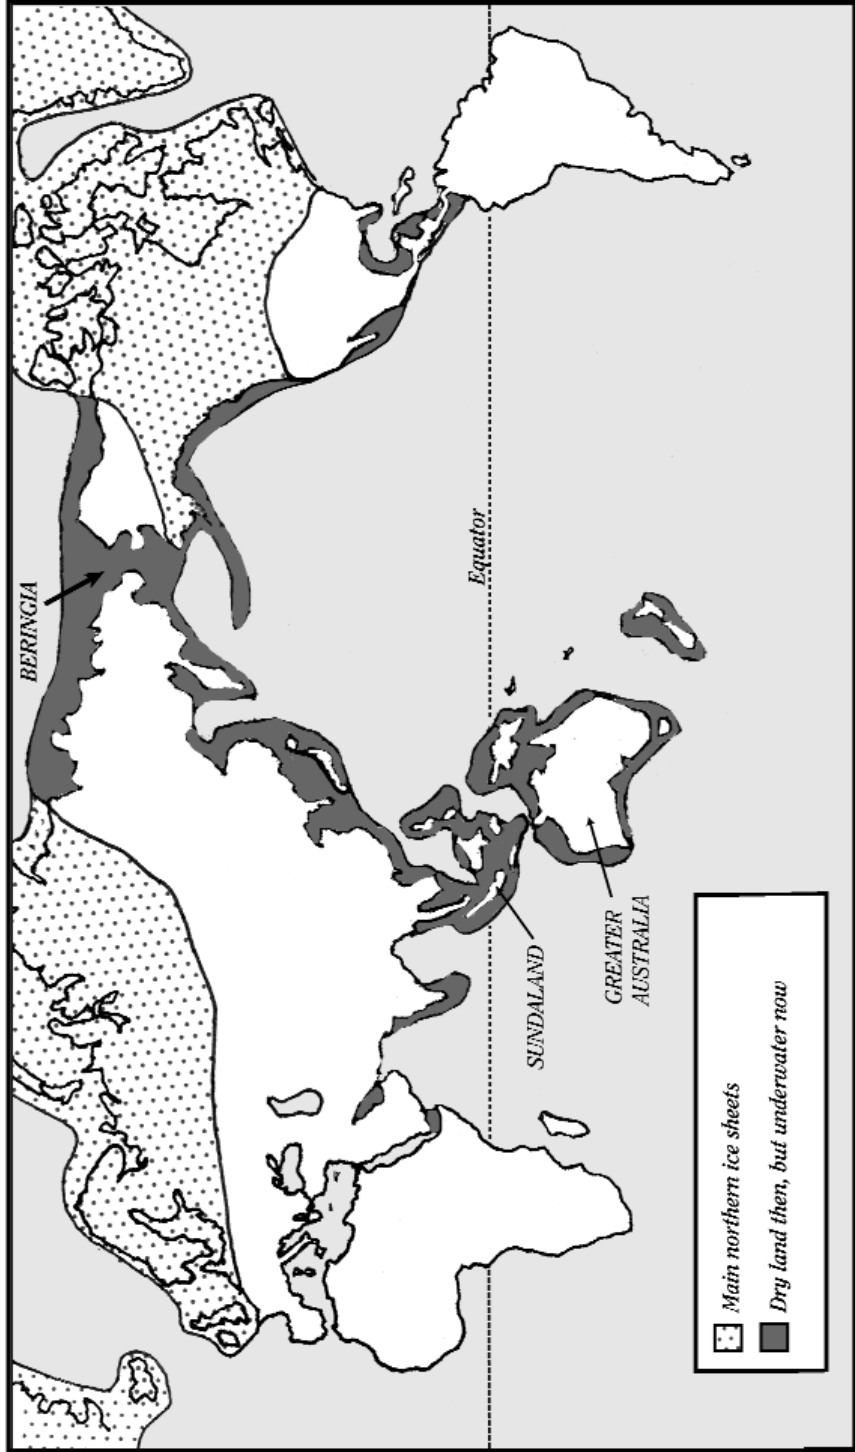 BERINGIA
Equator
SUNDALAND
GREATER
AUSTRALIA
Main northern ice sheets
Dry land then, but underwater now